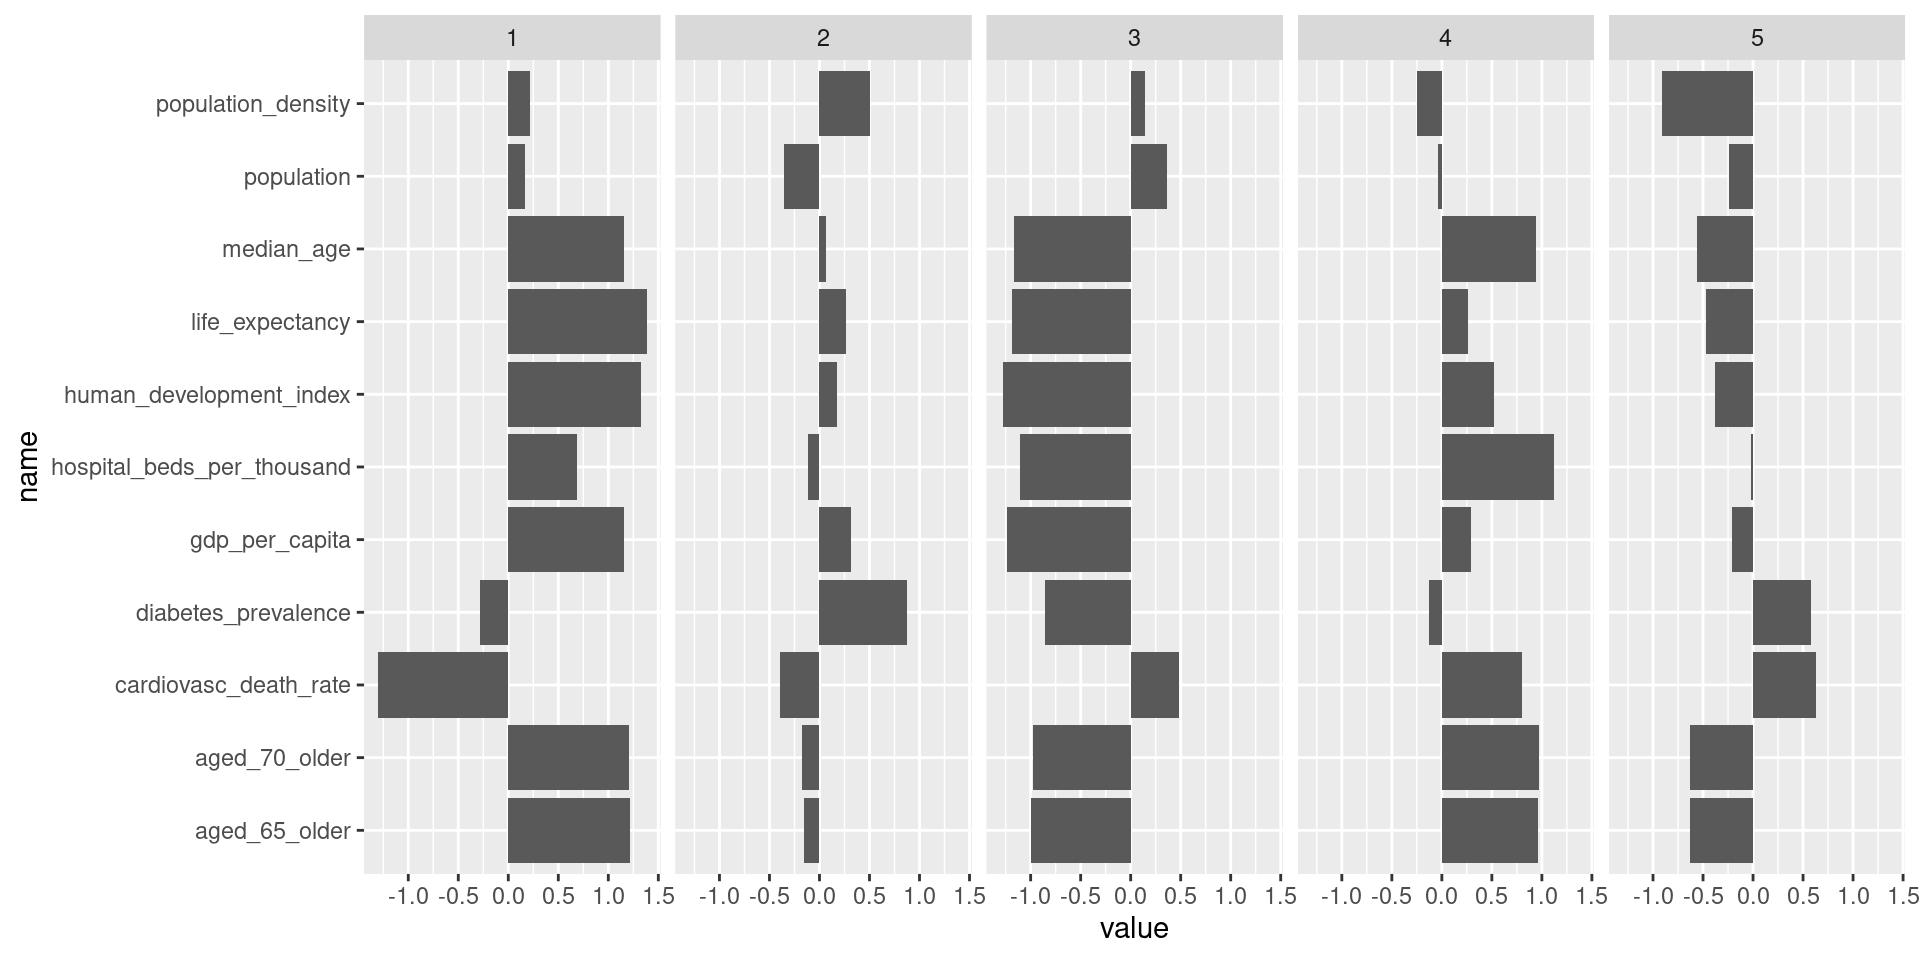 1 2 3 4 5
population_density
population
median_age
life_expectancy
human_development_index
hospital_beds_per_thousand
gdp_per_capita
diabetes_prevalence
cardiovasc_death_rate
aged_70_older
aged_65_older
name
-1.0 -0.5 0.0 0.5 1.0 1.5 -1.0 -0.5 0.0 0.5 1.0 1.5 -1.0 -0.5 0.0 0.5 1.0 1.5 -1.0 -0.5 0.0 0.5 1.0 1.5 -1.0 -0.5 0.0 0.5 1.0 1.5
value